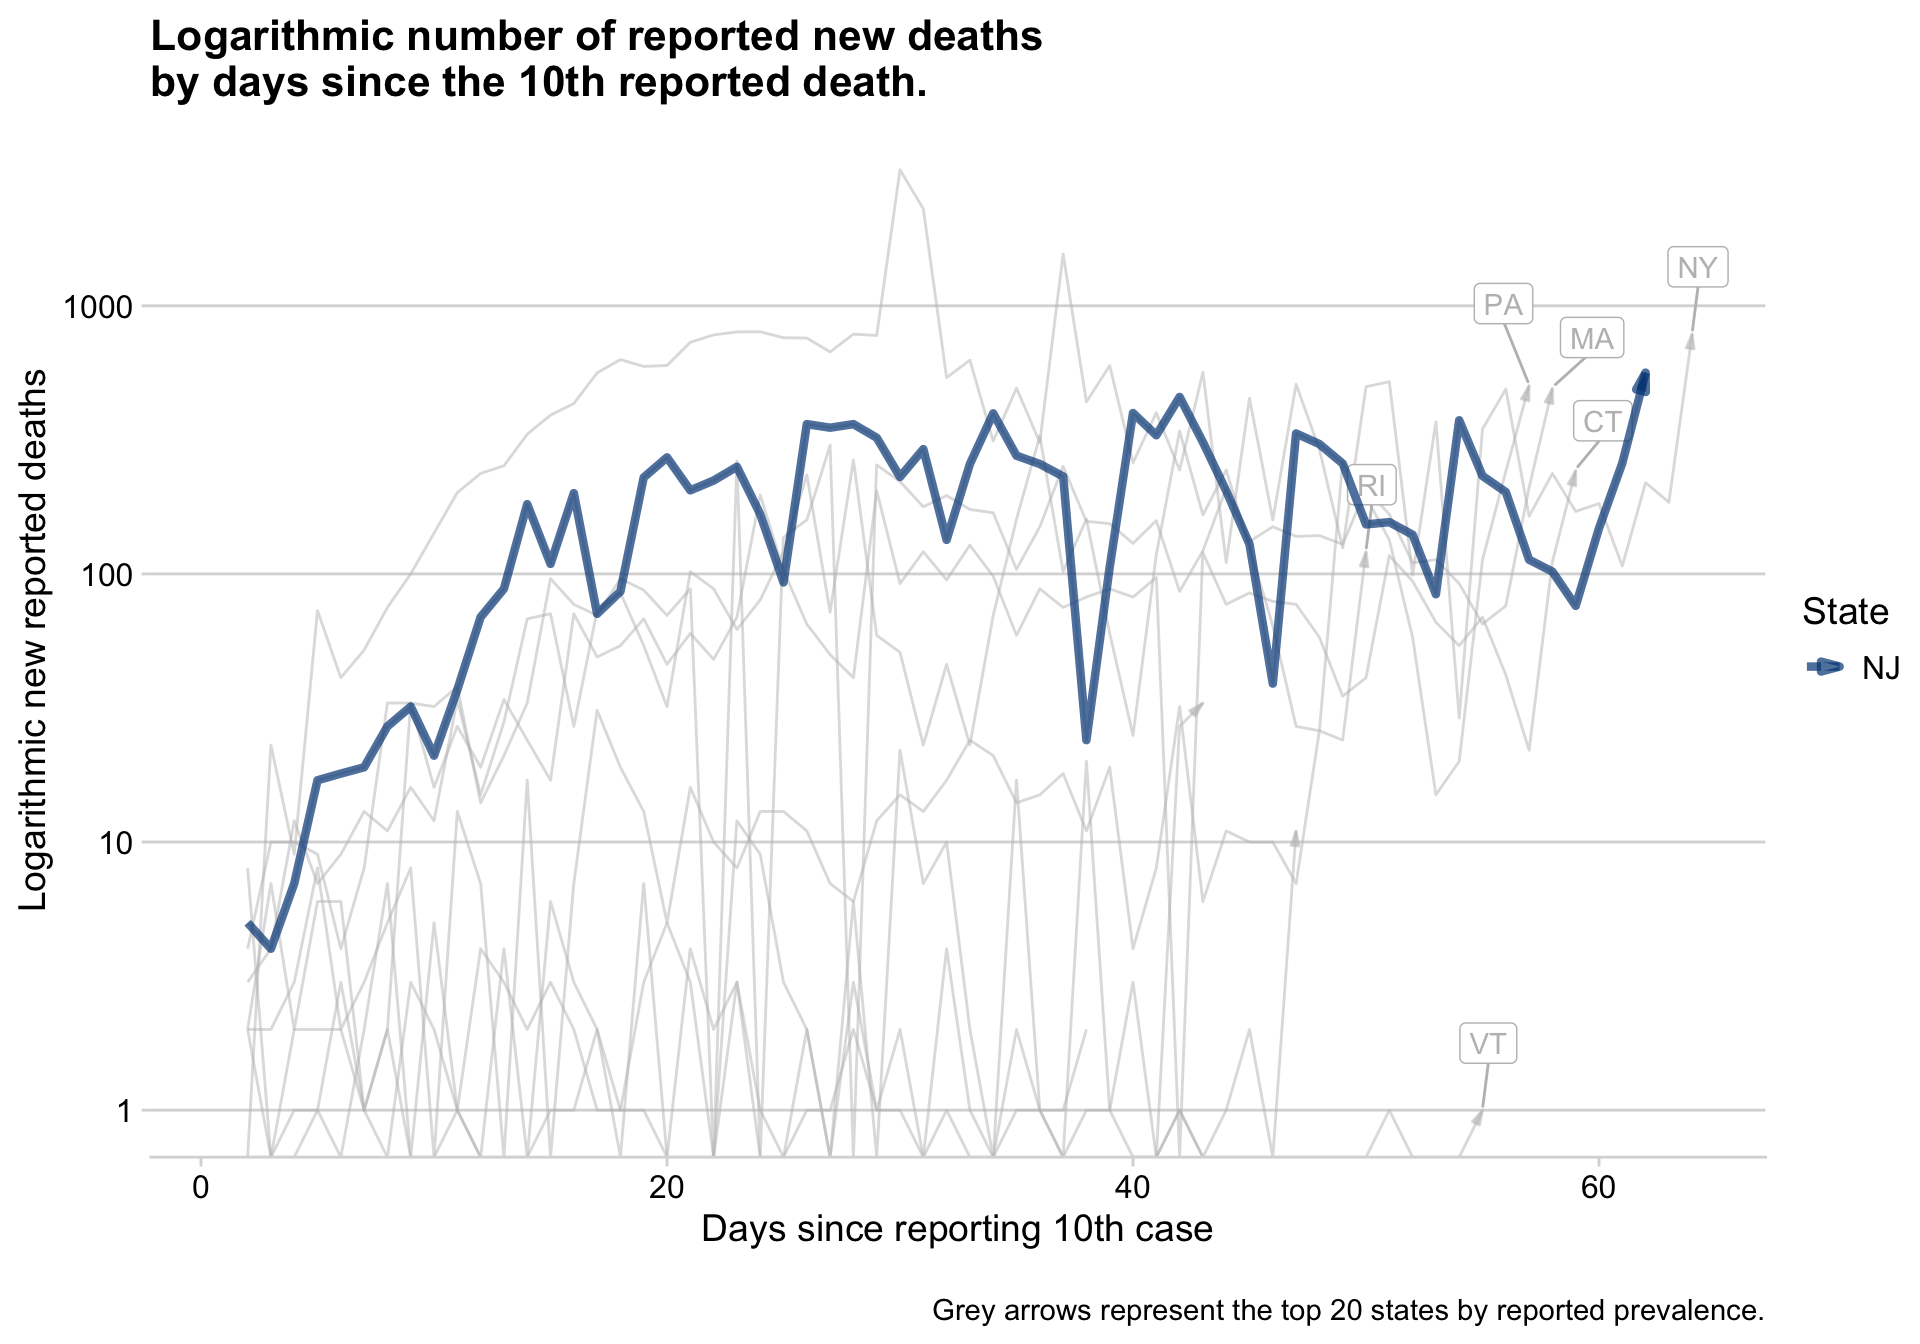 Logarithmic number of reported new deaths
by days since the 10th reported death.
NY
PA
1000
MA
CT
RI
100
State
NJ
10
VT
1
Logarithmic new reported deaths
0 20 40 60
Days since reporting 10th case
Grey arrows represent the top 20 states by reported prevalence.